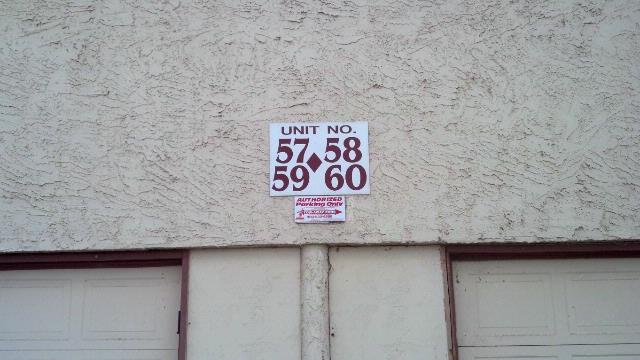 UNIT NO.
57 58
59 60
AUTHORIZED
Parking Only